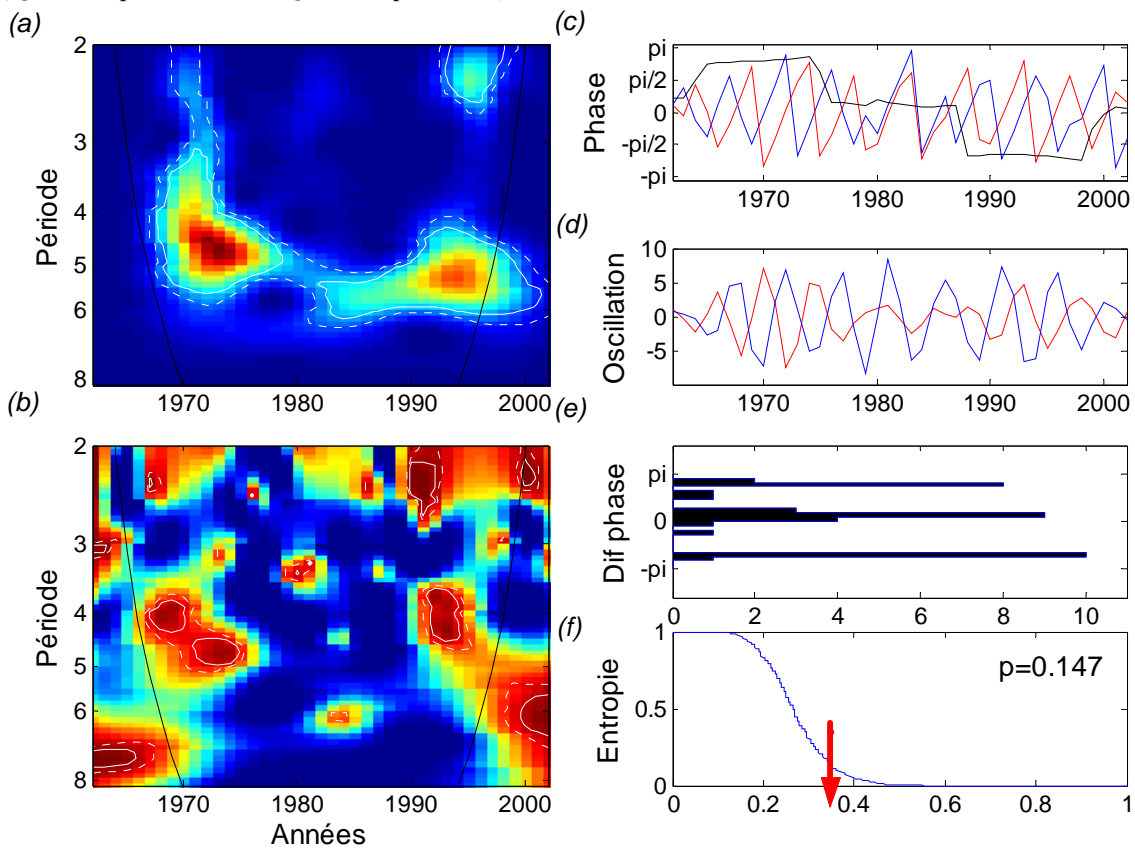 (a)
2
3
4
5
6
8
Période
1970 1980 1990 2000
(b)
2
3
4
5
6
8
Période
1970 1980 1990 2000
Années
(c)
pi
pi/2
0
-pi/2
-pi
Phase
1970 1980 1990 2000
(d)
10
5
0
-5
Oscillation
1970 1980 1990 2000
(e)
pi
0
-pi
Dif phase
0 2 4 6 8 10
(f)
1
0.5
0
Entropie
p=0.147
0 0.2 0.4 0.6 0.8 1